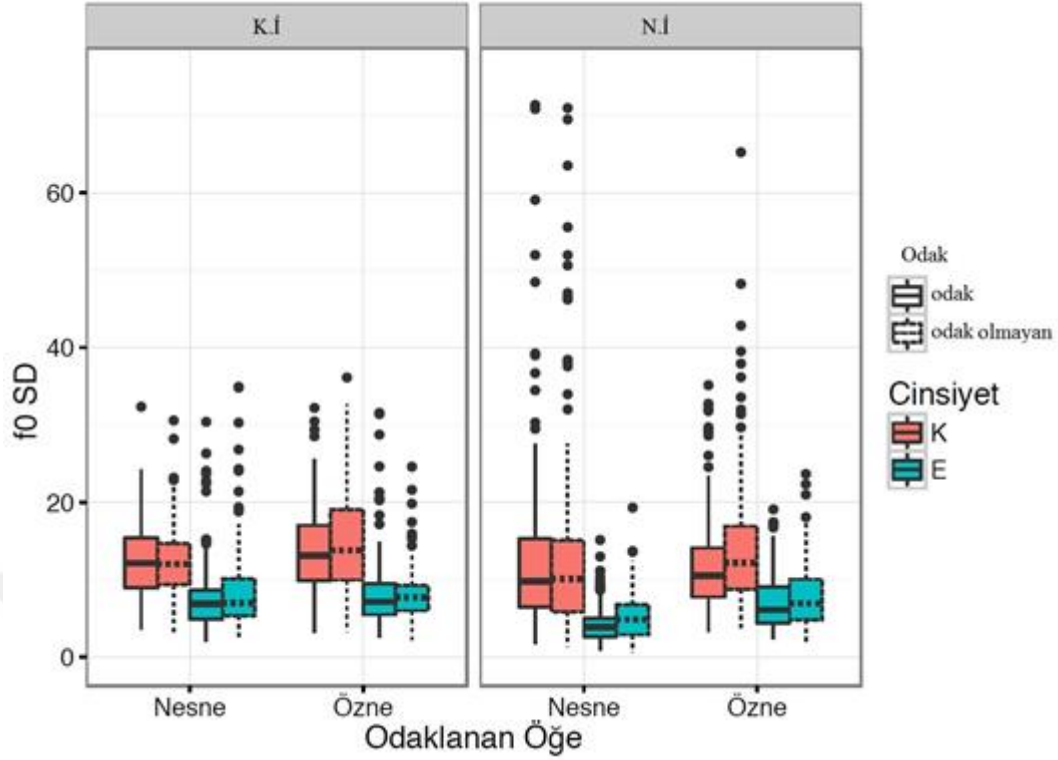 K.İ
N.İ
f0 SD
60
40
20
0
Nesne
Özne
Nesne
Özne
Odaklanan Öğe
Odak
odak
odak olmayan
Cinsiyet
K
E